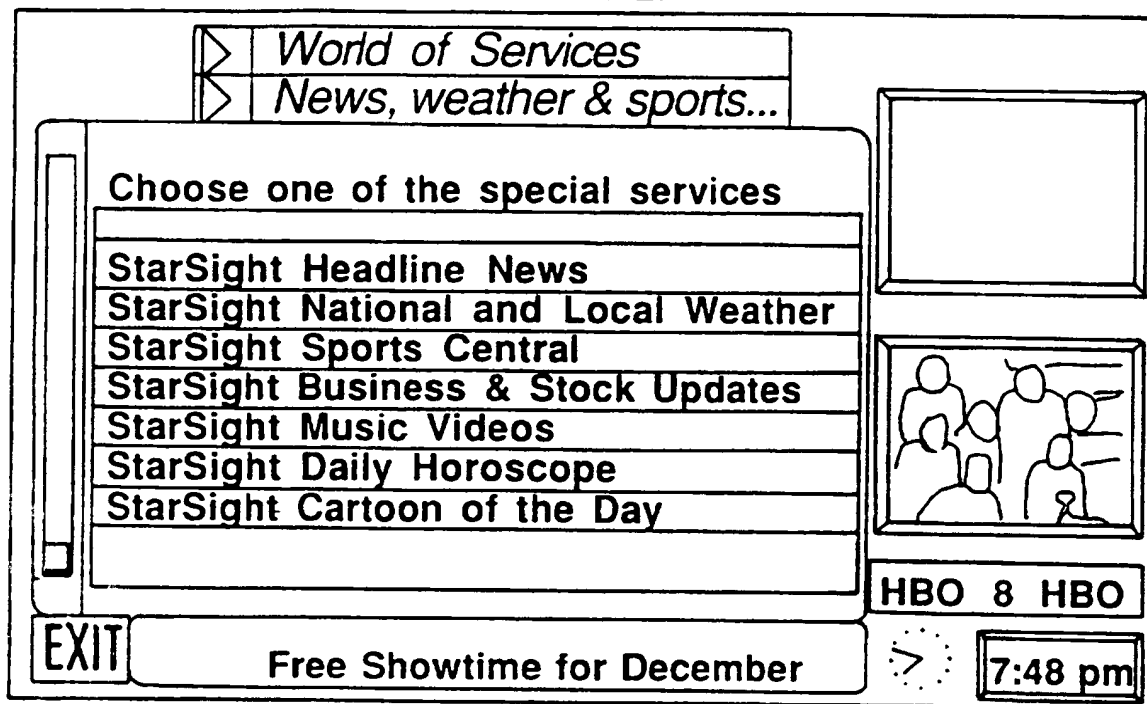 World of Services
News, weather & sports...
Choose one of the special services
StarSight Headline News
StarSight National and Local Weather
StarSight Sports Central
StarSight Business & Stock Updates
StarSight Music Videos
StarSight Daily Horoscope
StarSight Cartoon of the Day
HBO 8 HBO
EXIT
Free Showtime for December
7:48 pm